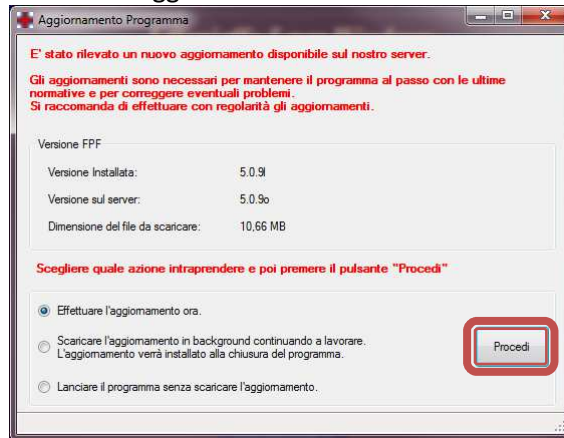 Aggiornamento Programma
E' stato rilevato un nuovo aggiornamento disponibile sul nostro server.
Gli aggiornamenti sono necessari per mantenere il programma al passo con le ultime
normative e per correggere eventuali problemi.
Si raccomanda di effettuare con regolarità gli aggiornamenti.
Versione FPF
Versione Installata: 5.0.9l
Versione sul server: 5.0.9o
Dimensione del file da scaricare: 10,66 MB
Scegliere quale azione intraprendere e poi premere il pulsante "Procedi"
Effettuare l'aggiornamento ora.
Scaricare l'aggiornamento in background continuando a lavorare.
L'aggiornamento verrà installato alla chiusura del programma.
Procedi
Lanciare il programma senza scaricare l'aggiornamento.